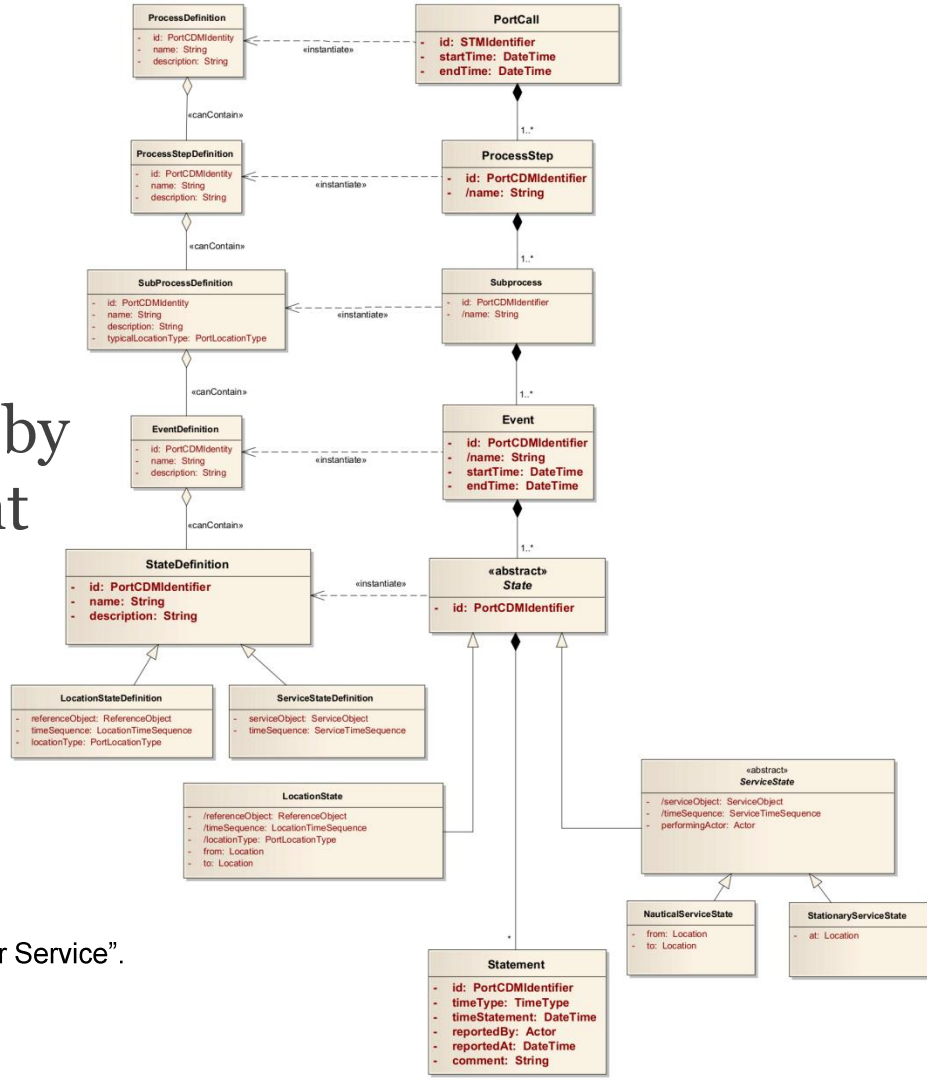 ProcessDefinition
- id: PortCDMIdentity
- name: String
- description: String
«instantiate»
PortCall
- id: STMIdentifier
- startTime: DateTime
- endTime: DateTime
«canContain»
1..*
ProcessStepDefinition
- id: PortCDMIdentity
- name: String
- description: String
«instantiate»
ProcessStep
- id: PortCDMIdentifier
- /name: String
«canContain»
1..*
SubProcessDefinition
- id: PortCDMIdentity
- name: String
- description: String
- typicalLocationType: PortLocationType
«instantiate»
Subprocess
- id: PortCDMIdentifier
- /name: String
«canContain»
1..*
by
EventDefinition
- id: PortCDMIdentity
- name: String
- description: String
«instantiate»
Event
- id: PortCDMIdentifier
- /name: String
- startTime: DateTime
- endTime: DateTime
«canContain»
1..*
StateDefinition
- id: PortCDMIdentifier
- name: String
- description: String
«instantiate»
«abstract»
State
- id: PortCDMIdentifier
LocationStateDefinition
- referenceObject: ReferenceObject
- timeSequence: LocationTimeSequence
- locationType: PortLocationType
ServiceStateDefinition
- serviceObject: ServiceObject
- timeSequence: ServiceTimeSequence
LocationState
- /referenceObject: ReferenceObject
- /timeSequence: LocationTimeSequence
- /locationType: PortLocationType
- from: Location
- to: Location
«abstract»
ServiceState
- /serviceObject: ServiceObject
- /timeSequence: ServiceTimeSequence
- performingActor: Actor
NauticalServiceState
- from: Location
- to: Location
StationaryServiceState
- at: Location
r Service”.
*
Statement
- id: PortCDMIdentifier
- timeType: TimeType
- timeStatement: DateTime
- reportedBy: Actor
- reportedAt: DateTime
- comment: String